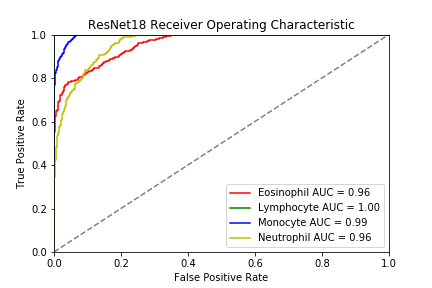 ResNet18 Receiver Operating Characteristic
1.0
0.8
0.6
0.4
0.2
0.0
True Positive Rate
Eosinophil AUC = 0.96
Lymphocyte AUC = 1.00
Monocyte AUC = 0.99
Neutrophil AUC = 0.96
0.0 0.2 0.4 0.6 0.8 1.0
False Positive Rate